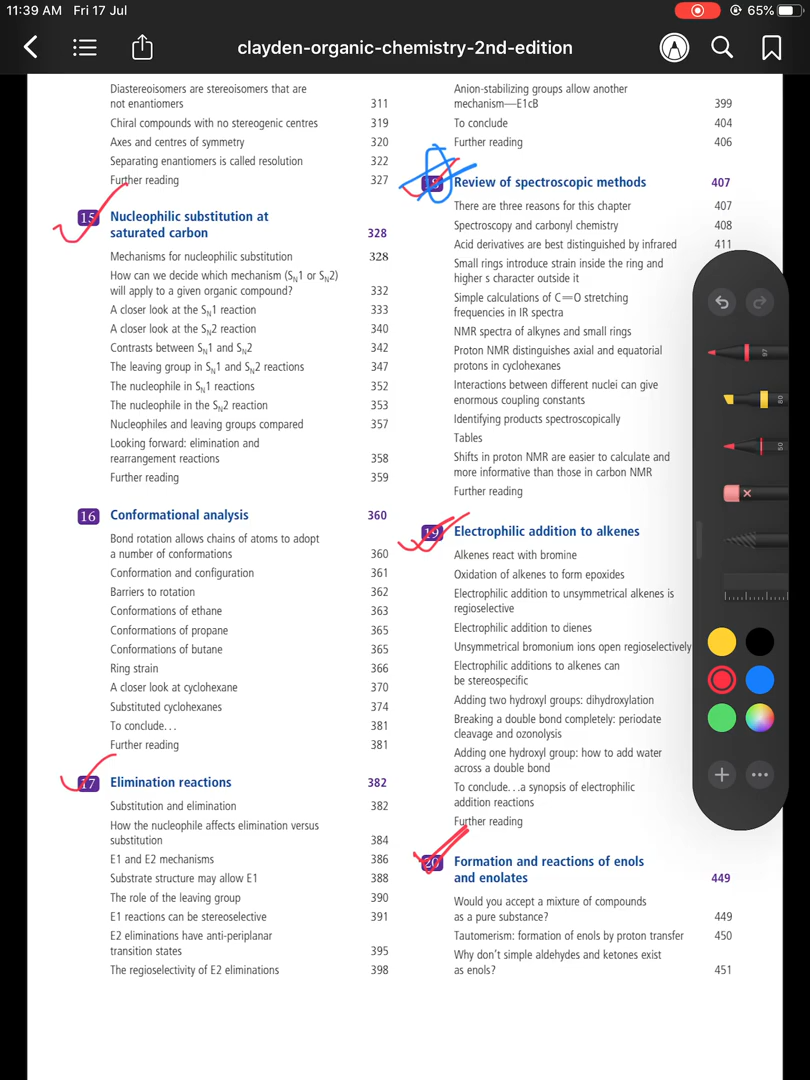 11:39 AM Fri 17 Jul
65%
clayden-organic-chemistry-2nd-edition
Diastereoisomers are stereoisomers that are
not enantiomers 311
Chiral compounds with no stereogenic centres 319
Axes and centres of symmetry 320
Separating enantiomers is called resolution 322
Further reading 327
15 Nucleophilic substitution at
saturated carbon 328
Mechanisms for nucleophilic substitution 328
How can we decide which mechanism (SN1 or SN2)
will apply to a given organic compound? 332
A closer look at the SN1 reaction 333
A closer look at the SN2 reaction 340
Contrasts between SN1 and SN2 342
The leaving group in SN1 and SN2 reactions 347
The nucleophile in SN1 reactions 352
The nucleophile in the SN2 reaction 353
Nucleophiles and leaving groups compared 357
Looking forward: elimination and
rearrangement reactions 358
Further reading 359
16 Conformational analysis 360
Bond rotation allows chains of atoms to adopt
a number of conformations 360
Conformation and configuration 361
Barriers to rotation 362
Conformations of ethane 363
Conformations of propane 365
Conformations of butane 365
Ring strain 366
A closer look at cyclohexane 370
Substituted cyclohexanes 374
To conclude... 381
Further reading 381
17 Elimination reactions 382
Substitution and elimination 382
How the nucleophile affects elimination versus
substitution 384
E1 and E2 mechanisms 386
Substrate structure may allow E1 388
The role of the leaving group 390
E1 reactions can be stereoselective 391
E2 eliminations have anti-periplanar
transition states 395
The regioselectivity of E2 eliminations 398
Anion-stabilizing groups allow another
mechanism—E1cB 399
To conclude 404
Further reading 406
Review of spectroscopic methods 407
There are three reasons for this chapter 407
Spectroscopy and carbonyl chemistry 408
Acid derivatives are best distinguished by infrared 411
Small rings introduce strain inside the ring and
higher s character outside it
Simple calculations of C=O stretching
frequencies in IR spectra
NMR spectra of alkynes and small rings
Proton NMR distinguishes axial and equatorial
protons in cyclohexanes
Interactions between different nuclei can give
enormous coupling constants
Identifying products spectroscopically
Tables
Shifts in proton NMR are easier to calculate and
more informative than those in carbon NMR
Further reading
19 Electrophilic addition to alkenes
Alkenes react with bromine
Oxidation of alkenes to form epoxides
Electrophilic addition to unsymmetrical alkenes is
regioselective
Electrophilic addition to dienes
Unsymmetrical bromonium ions open regioselectively
Electrophilic additions to alkenes can
be stereospecific
Adding two hydroxyl groups: dihydroxylation
Breaking a double bond completely: periodate
cleavage and ozonolysis
Adding one hydroxyl group: how to add water
across a double bond
To conclude...a synopsis of electrophilic
addition reactions
Further reading
20 Formation and reactions of enols
and enolates 449
Would you accept a mixture of compounds
as a pure substance? 449
Tautomerism: formation of enols by proton transfer 450
Why don't simple aldehydes and ketones exist
as enols? 451
97
80
50